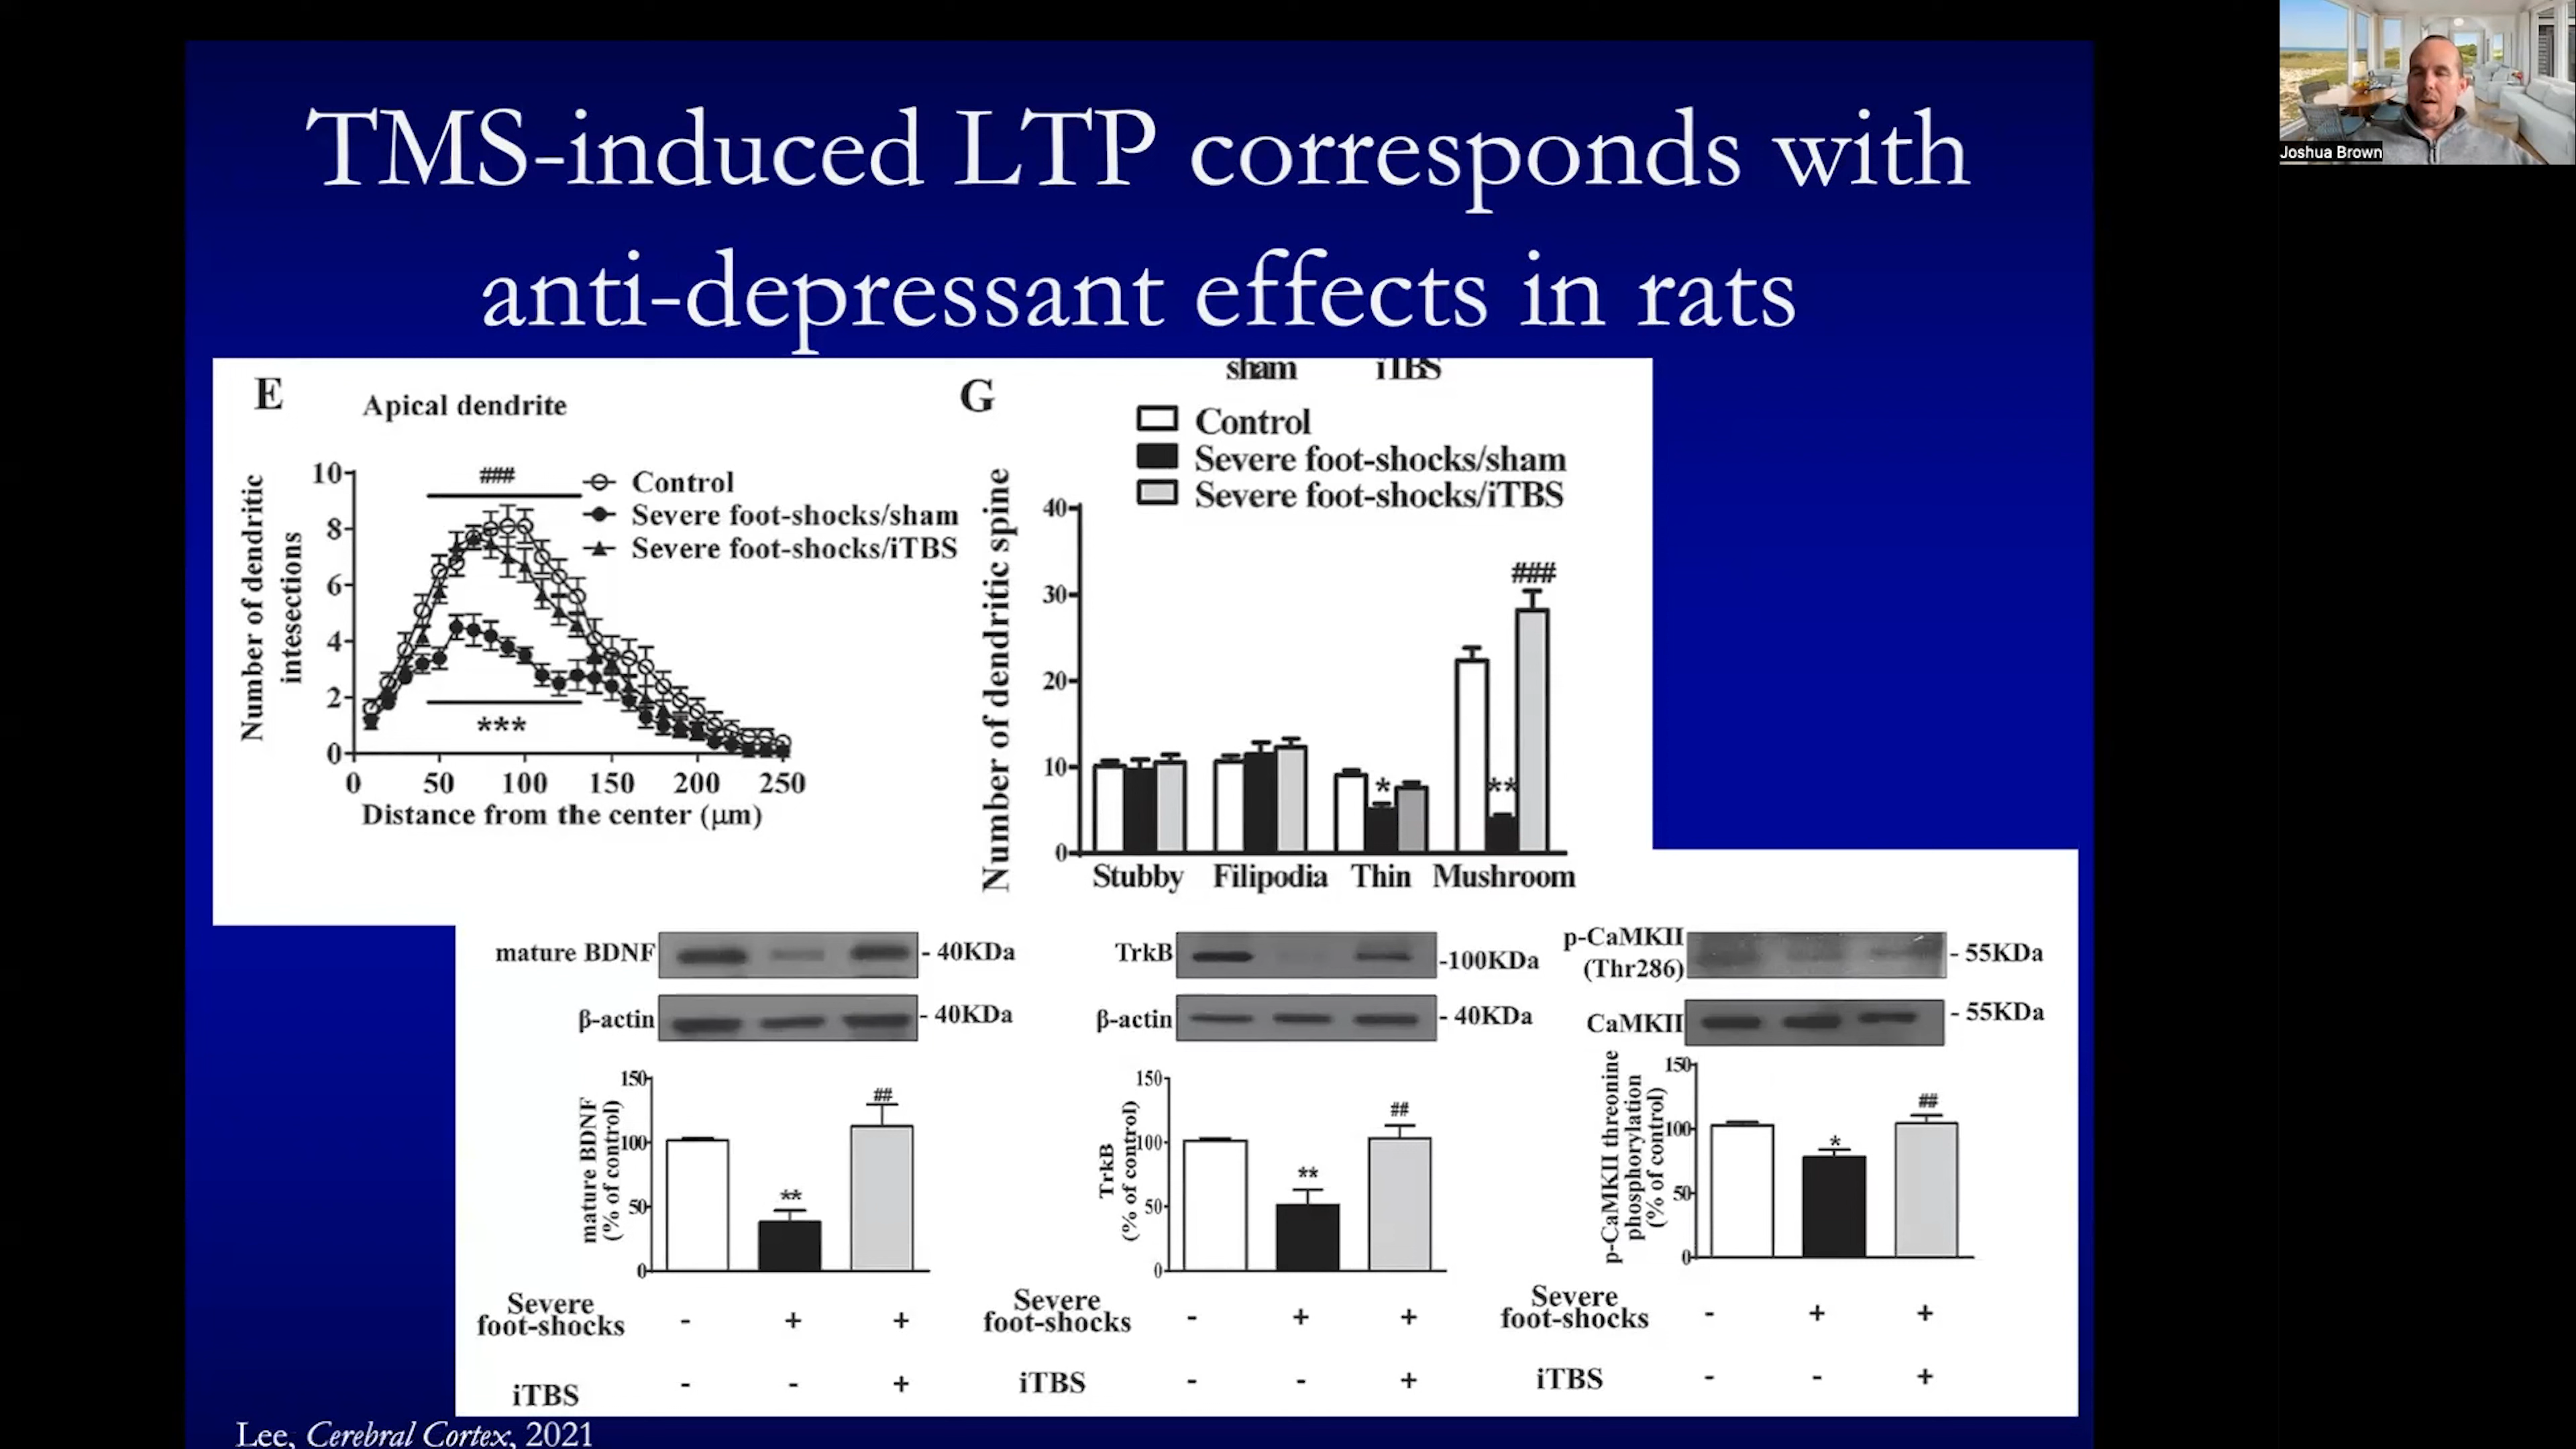 TMS-induced LTP corresponds with
anti-depressant effects in rats
Joshua Brown
E
Apical dendrite
Number of dendritic
intesections
10
8
6
4
2
0
###
***
Control
Severe foot-shocks/sham
Severe foot-shocks/iTBS
0 50 100 150 200 250
Distance from the center (μm)
sham iTBS
G
Control
Severe foot-shocks/sham
Severe foot-shocks/iTBS
Number of dendritic spine
40
30
20
10
0
* ** ###
Stubby Filipodia Thin Mushroom
mature BDNF - 40KDa
β-actin - 40KDa
mature BDNF
(% of control)
150
100
50
0
**
##
Severe
foot-shocks - + +
iTBS - - +
TrkB -100KDa
β-actin - 40KDa
TrkB
(% of control)
150
100
50
0
**
##
Severe
foot-shocks - + +
iTBS - - +
p-CaMKII
(Thr286) - 55KDa
CaMKII - 55KDa
p-CaMKII threonine
phosphorylation
(% of control)
150
100
50
0
*
##
Severe
foot-shocks - + +
iTBS - - +
Lee, Cerebral Cortex, 2021